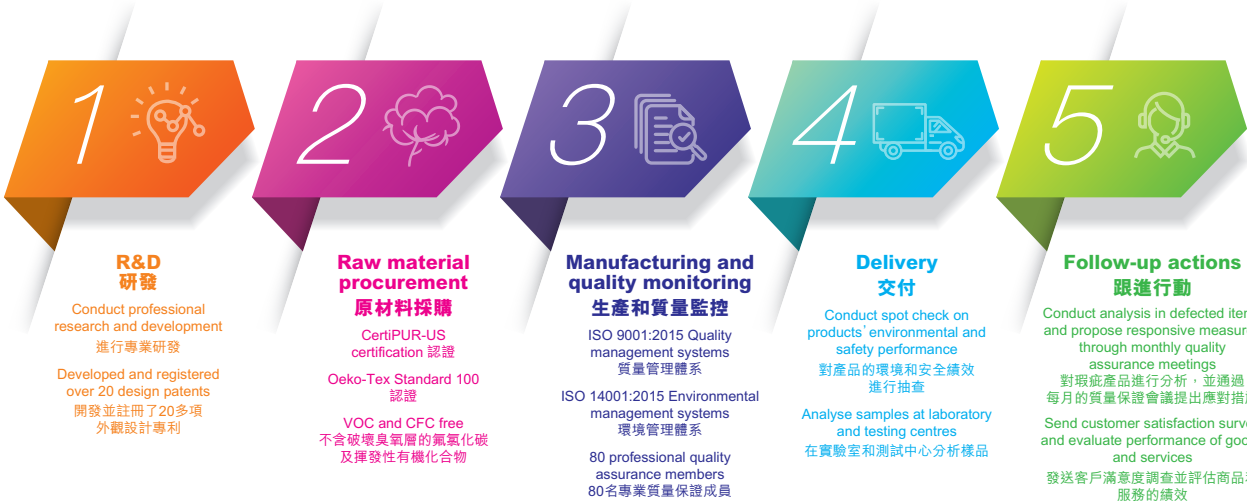 1
R&D
研發
Conduct professional
research and development
進行專業研發
Developed and registered
over 20 design patents
開發並註冊了20多項
外觀設計專利
2
Raw material
procurement
原材料採購
CertiPUR-US
certification 認證
Oeko-Tex Standard 100
認證
VOC and CFC free
不含破壞臭氧層的氟氯化碳
及揮發性有機化合物
3
Manufacturing and
quality monitoring
生產和質量監控
ISO 9001:2015 Quality
management systems
質量管理體系
ISO 14001:2015 Environmental
management systems
環境管理體系
80 professional quality
assurance members
80名專業質量保證成員
4
Delivery
交付
Conduct spot check on
products’ environmental and
safety performance
對產品的環境和安全績效
進行抽查
Analyse samples at laboratory
and testing centres
在實驗室和測試中心分析樣品
5
Follow-up actions
跟進行動
Conduct analysis in defected
and propose responsive
through monthly quality
assurance meetings
對瑕疵產品進行分析，並通過
每月的質量保證會議提出應對措
Send customer satisfaction
and evaluate performance of
and services
發送客戶滿意度調查並評估商品
服務的績效